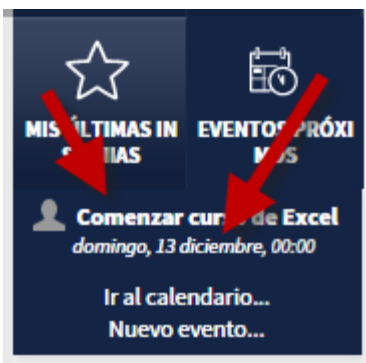 MIS ÚLTIMAS IN
EVENTOS PRÓXI
MOS
Comenzar curso de Excel
domingo, 13 diciembre, 00:00
Ir al calendario...
Nuevo evento...